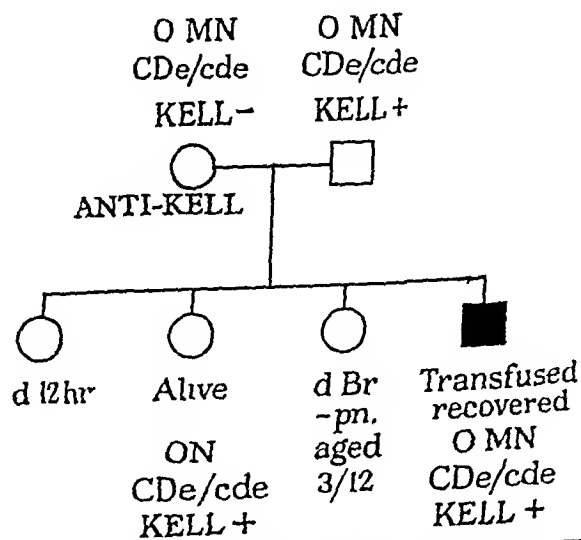 O MN
CDe/cde
KELL-
O MN
CDe/cde
KELL+
ANTI-KELL
d 12hr
Alive
ON
CDe/cde
KELL +
d Br
-pn.
aged
3/12
Transfused
recovered
O MN
CDe/cde
KELL +